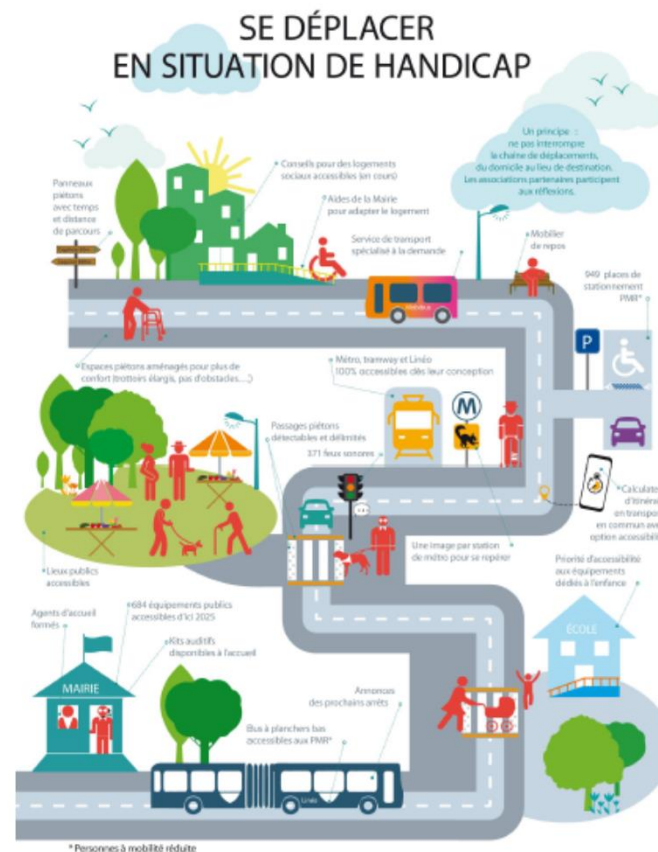 SE DÉPLACER
EN SITUATION DE HANDICAP
Un principe :
ne pas interrompre
la chaîne de déplacements,
du domicile au lieu de destination.
Les associations partenaires participent
aux réflexions.
Conseils pour des logements
sociaux accessibles (en cours)
Panneaux
piétons
avec temps
et distance
de parcours
Aides de la Mairie
pour adapter le logement
Service de transport
spécialisé à la demande
Mobilier
de repos
949 places de
stationnement
PMR*
P
Espaces piétons aménagés pour plus de
confort (trottoirs élargis, pas d'obstacles....)
Métro, tramway et Linéo
100% accessibles dès leur conception
M
Passages piétons
détectables et délimités
371 feux sonores
Calculate
d'itinéra
en transpo
en commun ave
option accessibili
Une image par station
de métro pour se repérer
Lieux publics
accessibles
Priorité d'accessibilité
aux équipements
dédiés à l'enfance
ÉCOLE
Agents d'accueil
formés
684 équipements publics
accessibles d'ici 2025
Kits auditifs
disponibles à l'accueil
MAIRIE
Annonces
des prochains arrêts
Bus à planchers bas
accessibles aux PMR*
Linéo
* Personnes à mobilité réduite